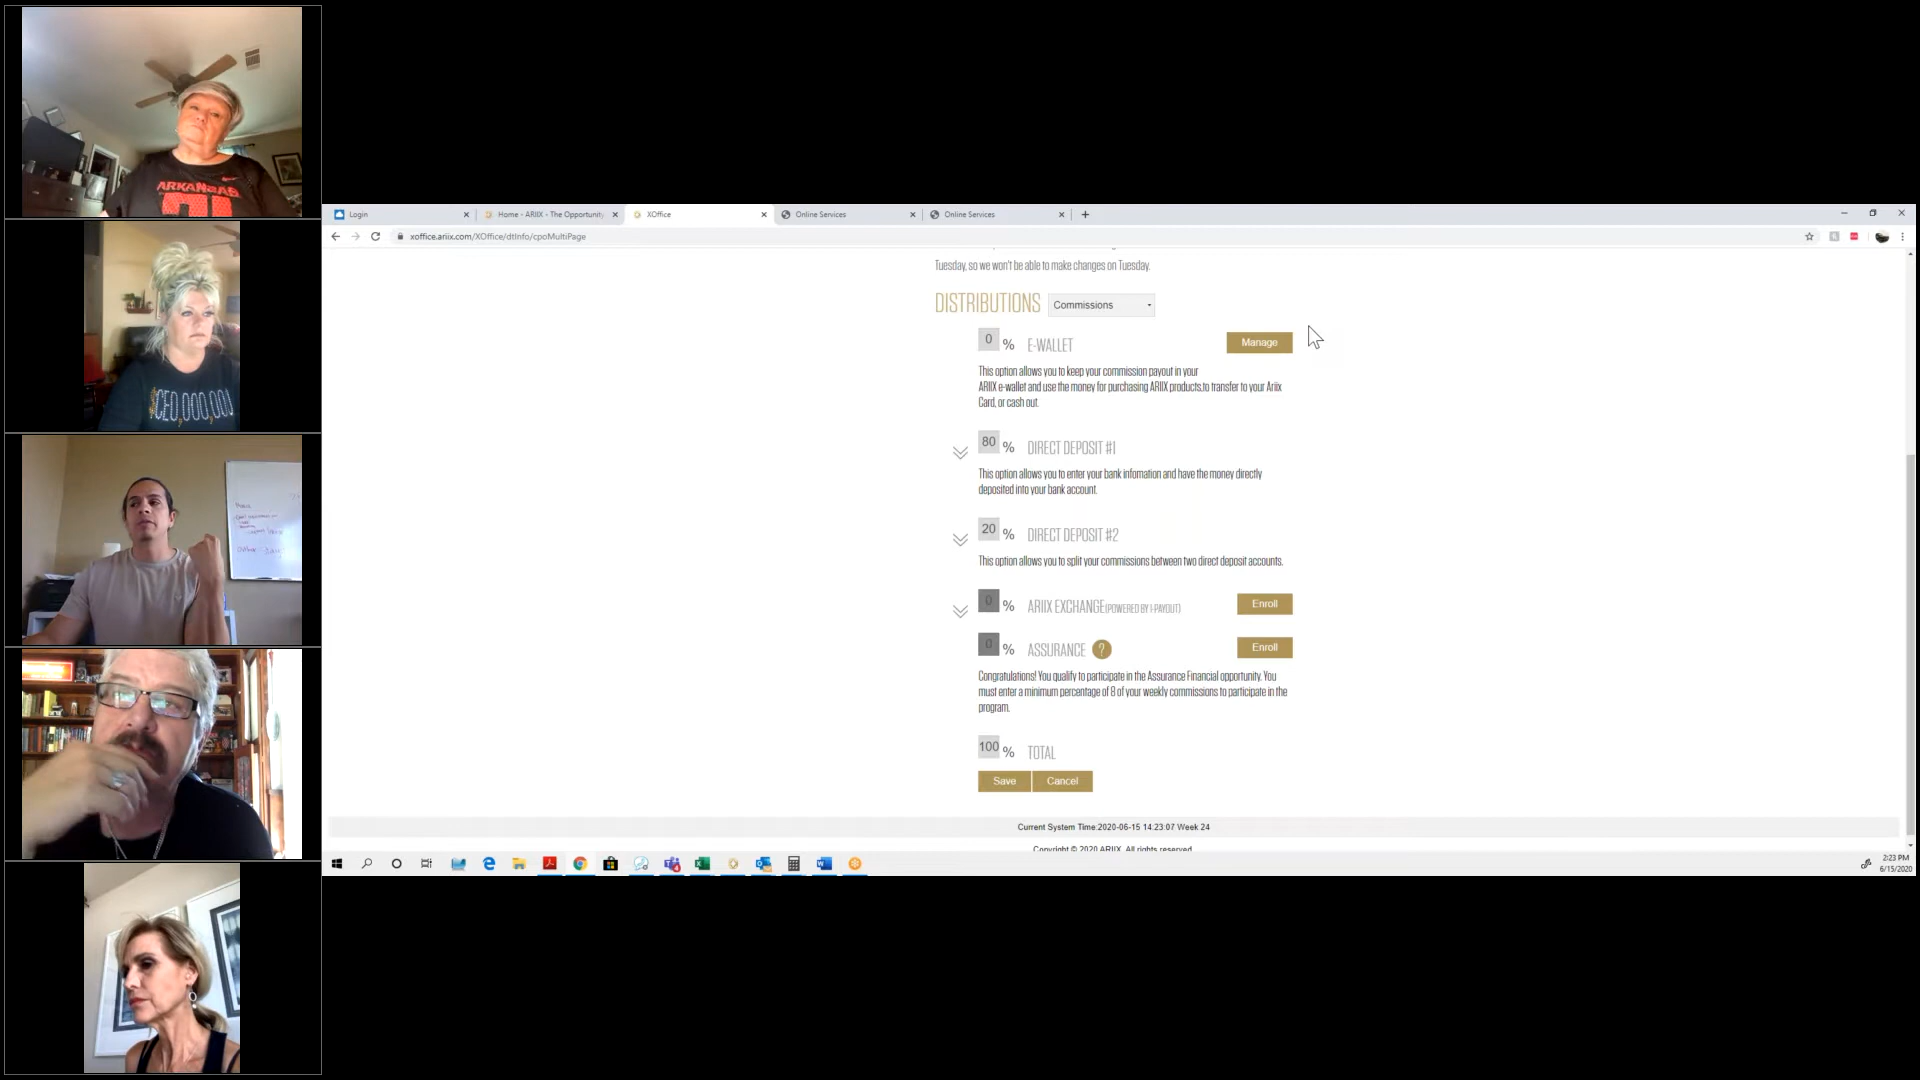 ARKANSAS
CEO,000,000
Login
Home - ARIIX - The Opportunity
XOffice
Online Services
Online Services
xoffice.ariix.com/XOffice/dtInfo/cpoMultiPage
Tuesday, so we won't be able to make changes on Tuesday.
DISTRIBUTIONS Commissions
0 % E-WALLET Manage
This option allows you to keep your commission payout in your
ARIIX e-wallet and use the money for purchasing ARIIX products,to transfer to your Ariix
Card, or cash out.
80 % DIRECT DEPOSIT #1
This option allows you to enter your bank infomation and have the money directly
deposited into your bank account.
20 % DIRECT DEPOSIT #2
This option allows you to split your commissions between two direct deposit accounts.
0 % ARIIX EXCHANGE(POWERED BY I-PAYOUT) Enroll
0 % ASSURANCE ? Enroll
Congratulations! You qualify to participate in the Assurance Financial opportunity. You
must enter a minimum percentage of 8 of your weekly commissions to participate in the
program.
100 % TOTAL
Save Cancel
Current System Time:2020-06-15 14:23:07 Week 24
Copyright © 2020 ARIIX. All rights reserved
2:23 PM
6/15/2020